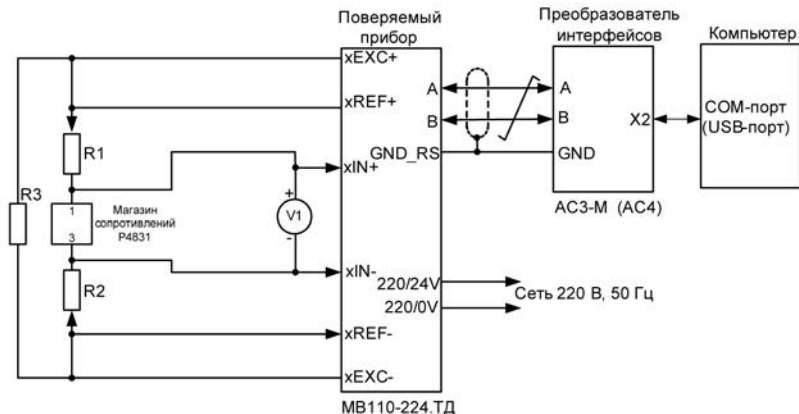 Поверяемый
прибор
Преобразователь
интерфейсов
Компьютер
xEXC+
xREF+
R1
xIN+
R3
1
3
Магазин
сопротивлений
Р4831
+
V1
-
R2
xIN-
xREF-
xEXC-
A
B
GND_RS
220/24V
220/0V
A
B
X2
GND
COM-порт
(USB-порт)
АС3-М (АС4)
Сеть 220 В, 50 Гц
МВ110-224.ТД